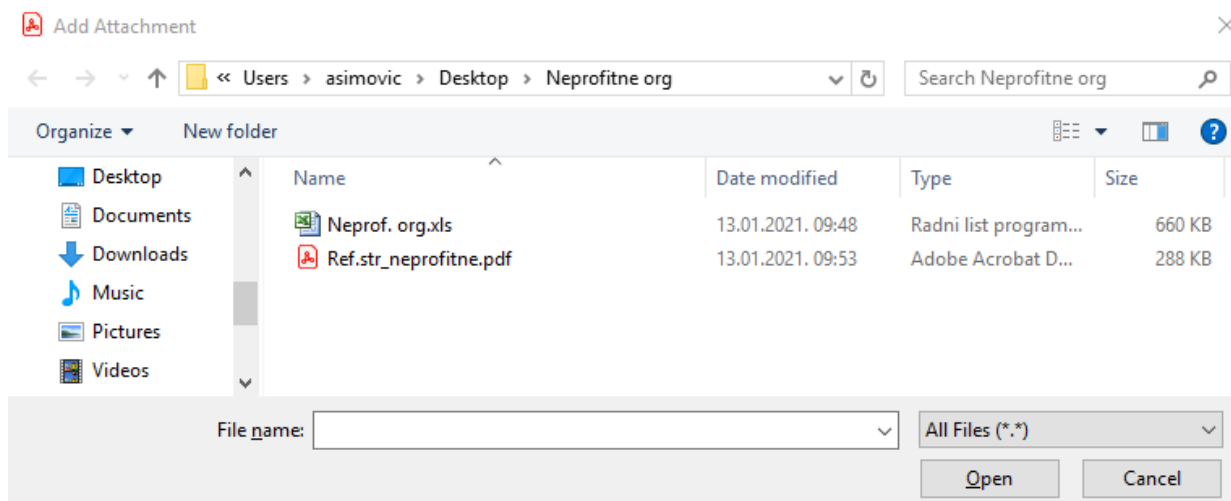 Add Attachment
« Users > asimovic > Desktop > Neprofitne org
Search Neprofitne org
Organize
New folder
Name
Date modified
Type
Size
Desktop
Documents
Downloads
Music
Pictures
Videos
Neprof. org.xls 13.01.2021. 09:48 Radni list program... 660 KB
Ref.str_neprofitne.pdf 13.01.2021. 09:53 Adobe Acrobat D... 288 KB
File name:
All Files (*.*)
Open
Cancel